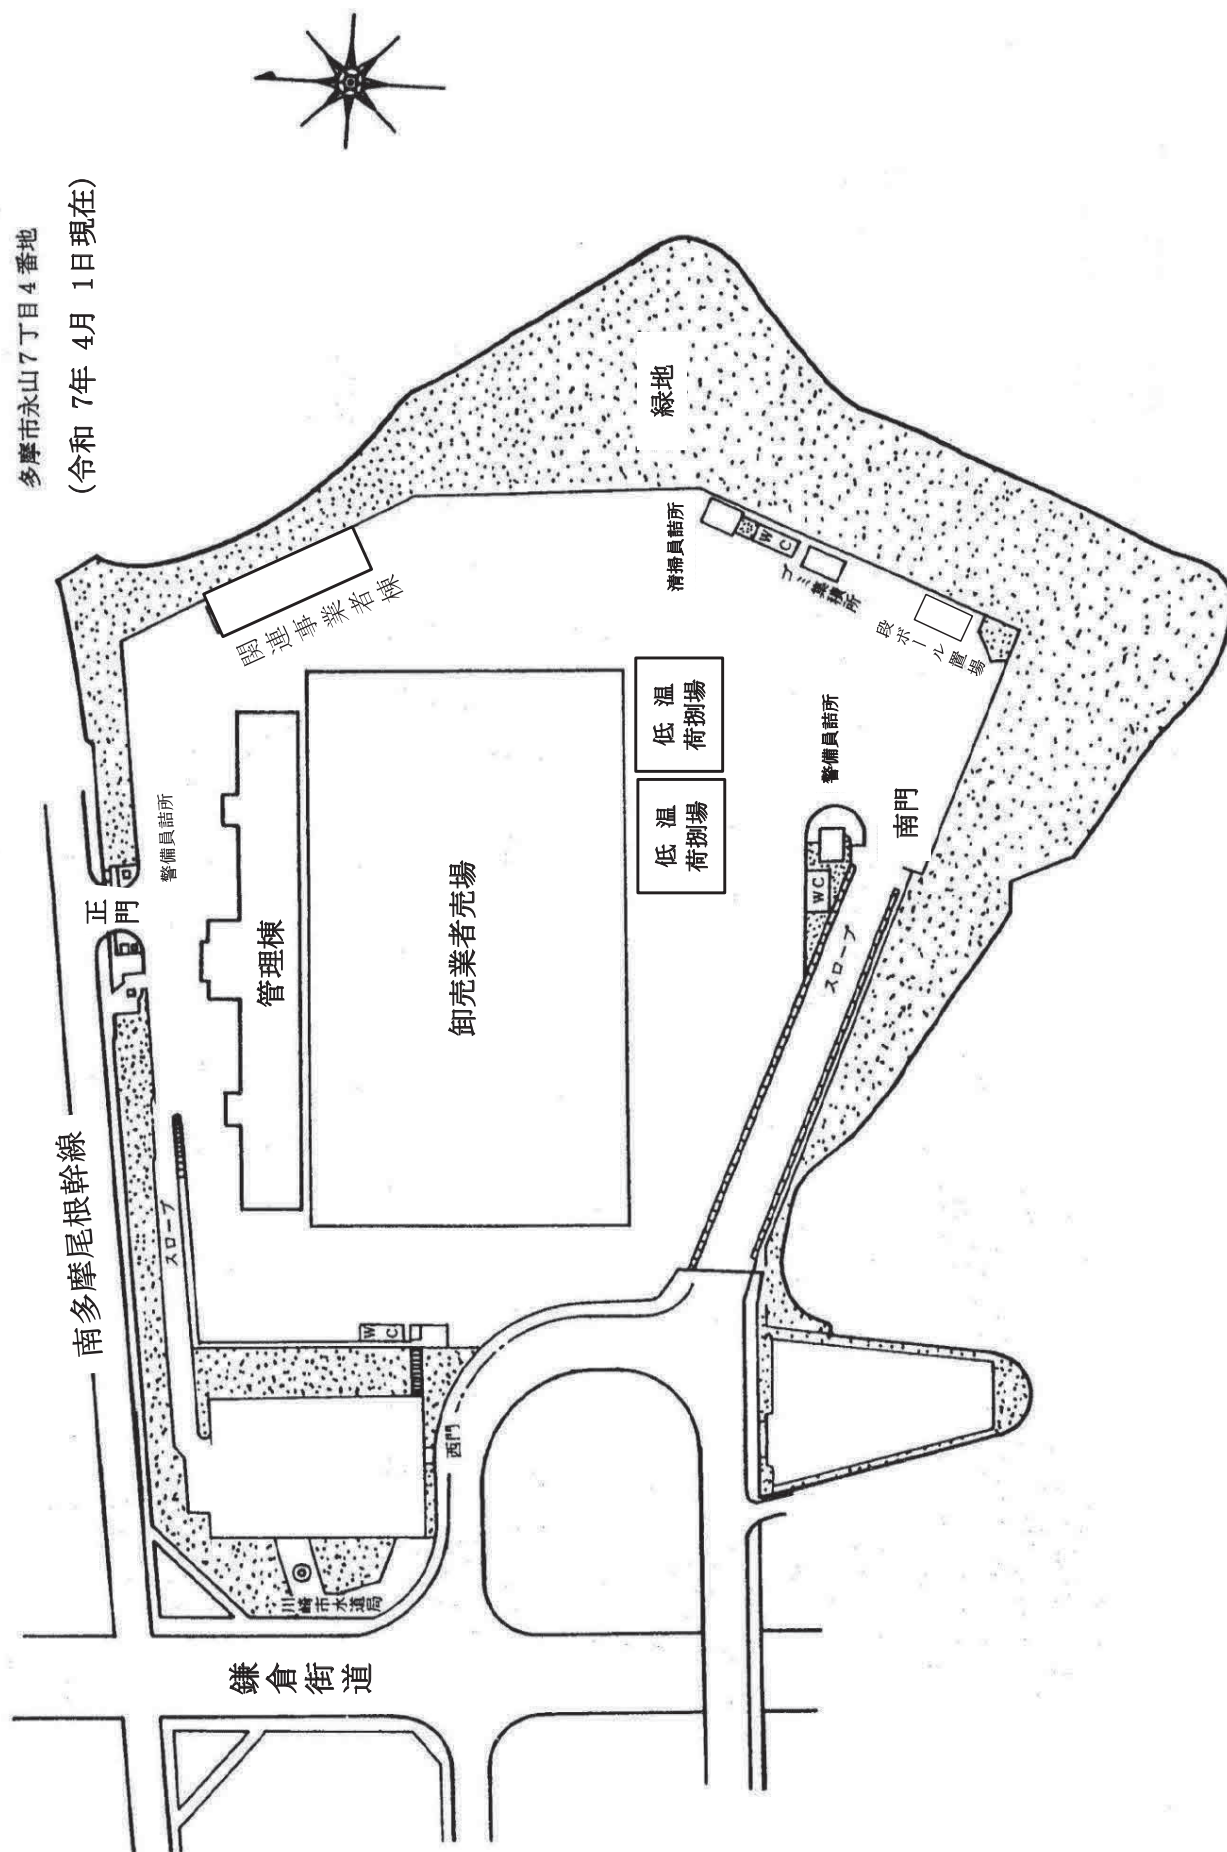 多摩市永山7丁目4番地
(令和 7年 4月 1日現在)
南多摩尾根幹線
正門
警備員詰所
関連事業者棟
管理棟
卸売業者売場
低 温
荷捌場
低 温
荷捌場
緑地
清掃員詰所
WC
ゴミ集積所
段ボール置場
警備員詰所
南門
WC
スロープ
スロープ
WC
西門
川崎市水道局
鎌倉街道